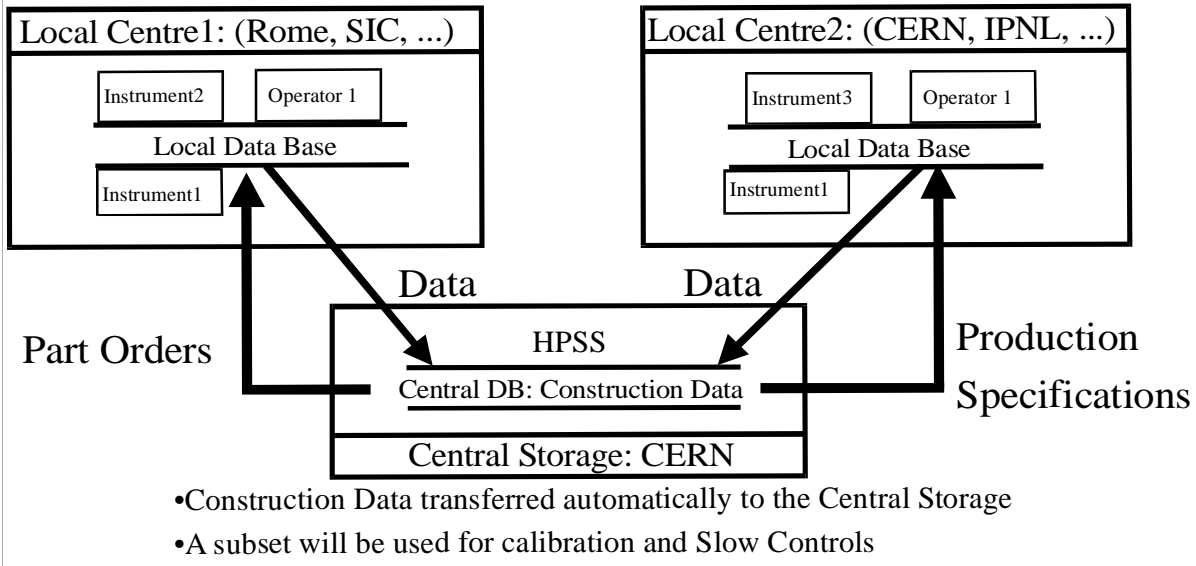 Local Centre1: (Rome, SIC, ...)
Instrument2
Operator 1
Local Data Base
Instrument1
Local Centre2: (CERN, IPNL, ...)
Instrument3
Operator 1
Local Data Base
Instrument1
Data
Data
Part Orders
Production
Specifications
HPSS
Central DB: Construction Data
Central Storage: CERN
•Construction Data transferred automatically to the Central Storage
•A subset will be used for calibration and Slow Controls